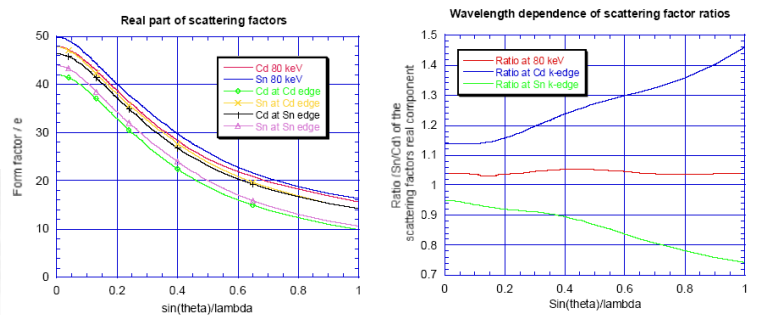 Real part of scattering factors
50
40
30
20
10
0
Form factor / e
Cd 80 keV
Sn 80 keV
Cd at Cd edge
Sn at Cd edge
Cd at Sn edge
Sn at Sn edge
0 0.2 0.4 0.6 0.8 1
sin(theta)/lambda
Wavelength dependence of scattering factor ratios
1.5
1.4
1.3
1.2
1.1
1
0.9
0.8
0.7
Ratio (Sn/Cd) of the
scattering factors real component
Ratio at 80 keV
Ratio at Cd k-edge
Ratio at Sn k-edge
0 0.2 0.4 0.6 0.8 1
Sin(theta)/lambda